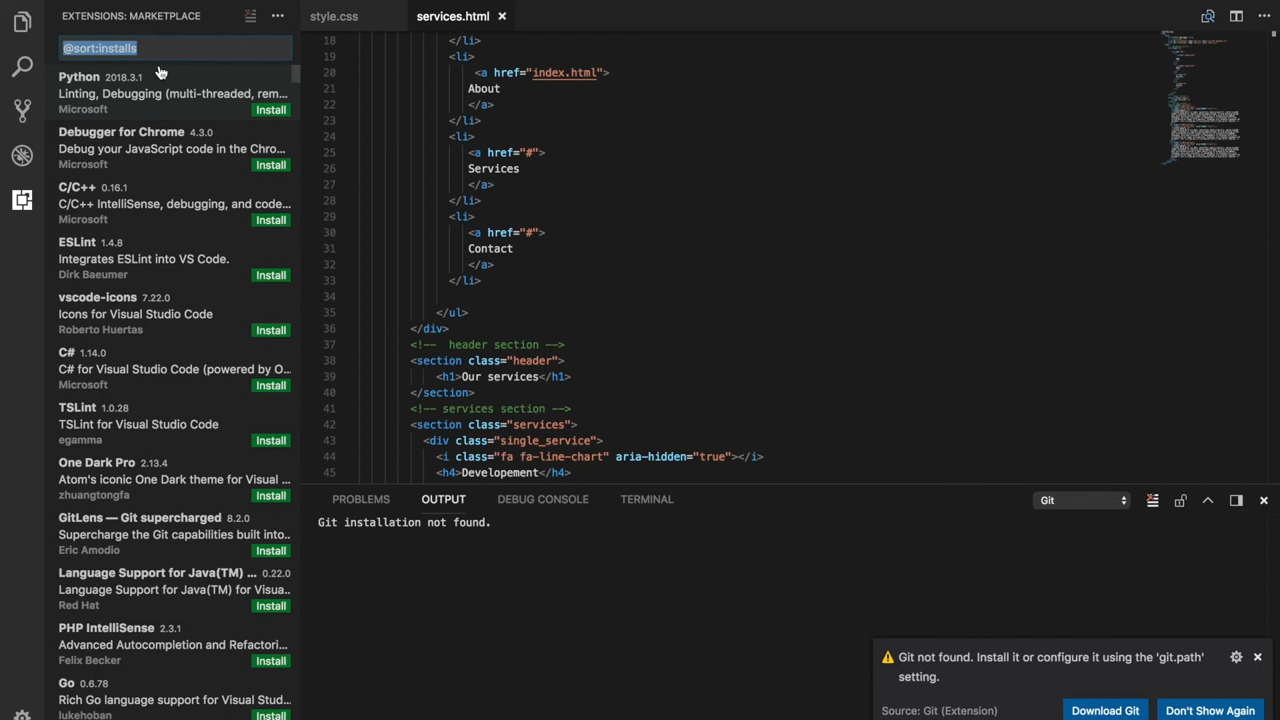 EXTENSIONS: MARKETPLACE
@sort:installs
Python 2018.3.1
Linting, Debugging (multi-threaded, rem...
Microsoft Install
Debugger for Chrome 4.3.0
Debug your JavaScript code in the Chro...
Microsoft Install
C/C++ 0.16.1
C/C++ IntelliSense, debugging, and code...
Microsoft Install
ESLint 1.4.8
Integrates ESLint into VS Code.
Dirk Baeumer Install
vscode-icons 7.22.0
Icons for Visual Studio Code
Roberto Huertas Install
C# 1.14.0
C# for Visual Studio Code (powered by O...
Microsoft Install
TSLint 1.0.28
TSLint for Visual Studio Code
egamma Install
One Dark Pro 2.13.4
Atom's iconic One Dark theme for Visual ...
zhuangtongfa Install
GitLens — Git supercharged 8.2.0
Supercharge the Git capabilities built into...
Eric Amodio Install
Language Support for Java(TM) ... 0.22.0
Language Support for Java(TM) for Visua...
Red Hat Install
PHP IntelliSense 2.3.1
Advanced Autocompletion and Refactori...
Felix Becker Install
Go 0.6.78
Rich Go language support for Visual Stud...
lukehoban Install
style.css services.html
18 </li>
19 <li>
20 <a href="index.html">
21 About
22 </a>
23 </li>
24 <li>
25 <a href="#">
26 Services
27 </a>
28 </li>
29 <li>
30 <a href="#">
31 Contact
32 </a>
33 </li>
34
35 </ul>
36 </div>
37 <!-- header section -->
38 <section class="header">
39 <h1>Our services</h1>
40 </section>
41 <!-- services section -->
42 <section class="services">
43 <div class="single_service">
44 <i class="fa fa-line-chart" aria-hidden="true"></i>
45 <h4>Developement</h4>
PROBLEMS OUTPUT DEBUG CONSOLE TERMINAL Git
Git installation not found.
Git not found. Install it or configure it using the 'git.path'
setting.
Source: Git (Extension) Download Git Don't Show Again